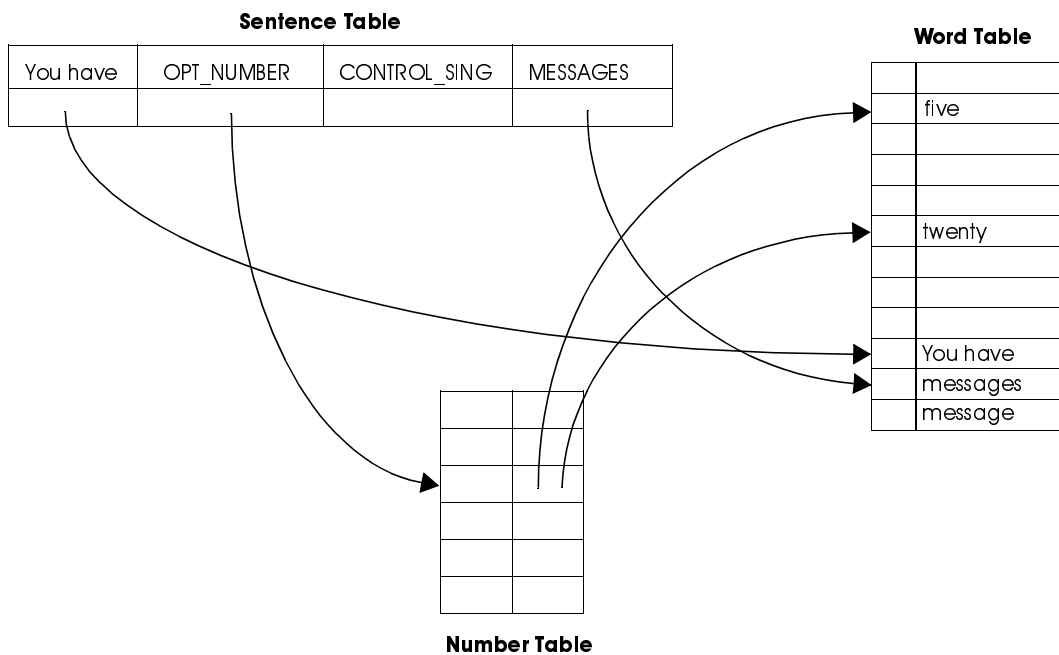 Sentence Table
You have OPT_NUMBER CONTROL_SING MESSAGES
Word Table
five
twenty
You have
messages
message
Number Table